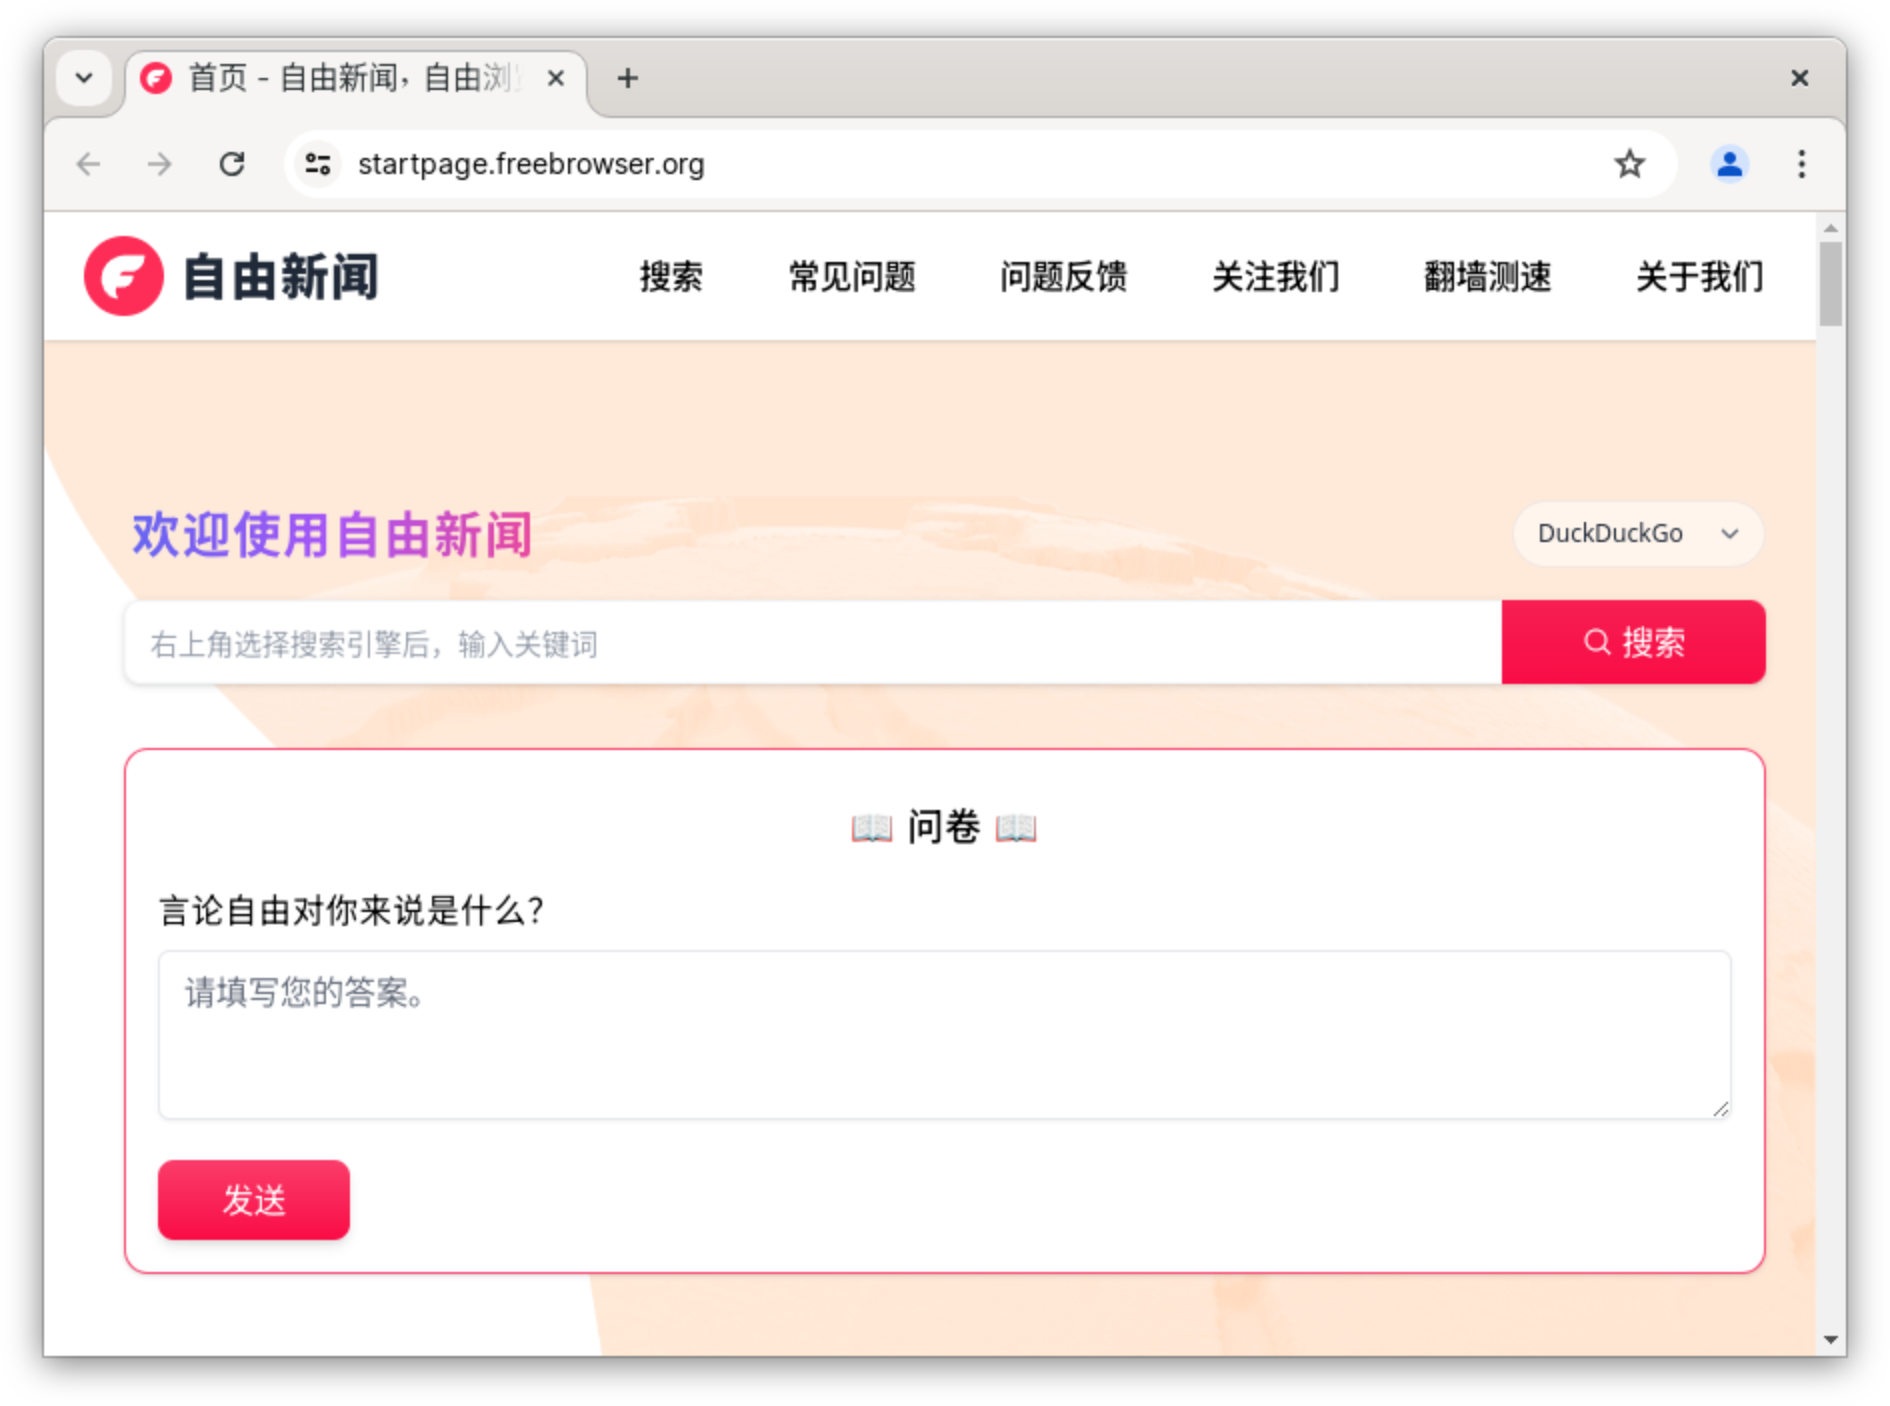 首页 - 自由新闻，自由浏
startpage.freebrowser.org
自由新闻 搜索 常见问题 问题反馈 关注我们 翻墙测速 关于我们
欢迎使用自由新闻 DuckDuckGo
右上角选择搜索引擎后，输入关键词 搜索
问卷
言论自由对你来说是什么？
请填写您的答案。
发送